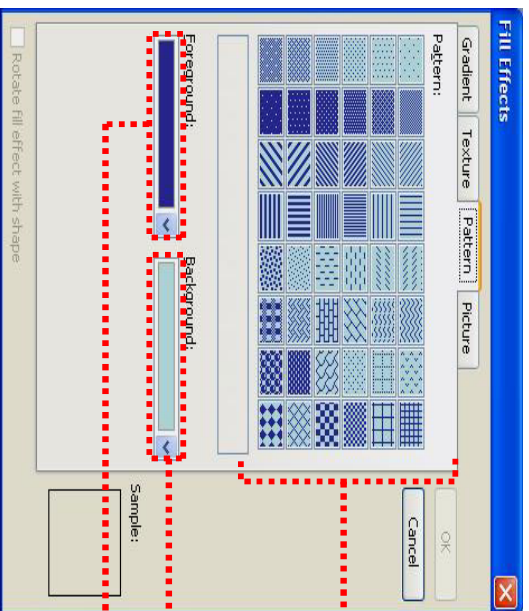 Fill Effects
Gradient Texture Pattern Picture
Pattern:
OK
Cancel
Foreground: Background:
Sample:
Rotate fill effect with shape